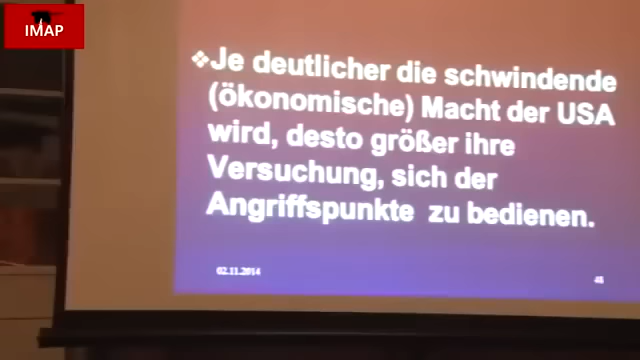 IMAP
❖Je deutlicher die schwindende
(ökonomische) Macht der USA
wird, desto größer ihre
Versuchung, sich der
Angriffspunkte zu bedienen.
02.11.2014
48